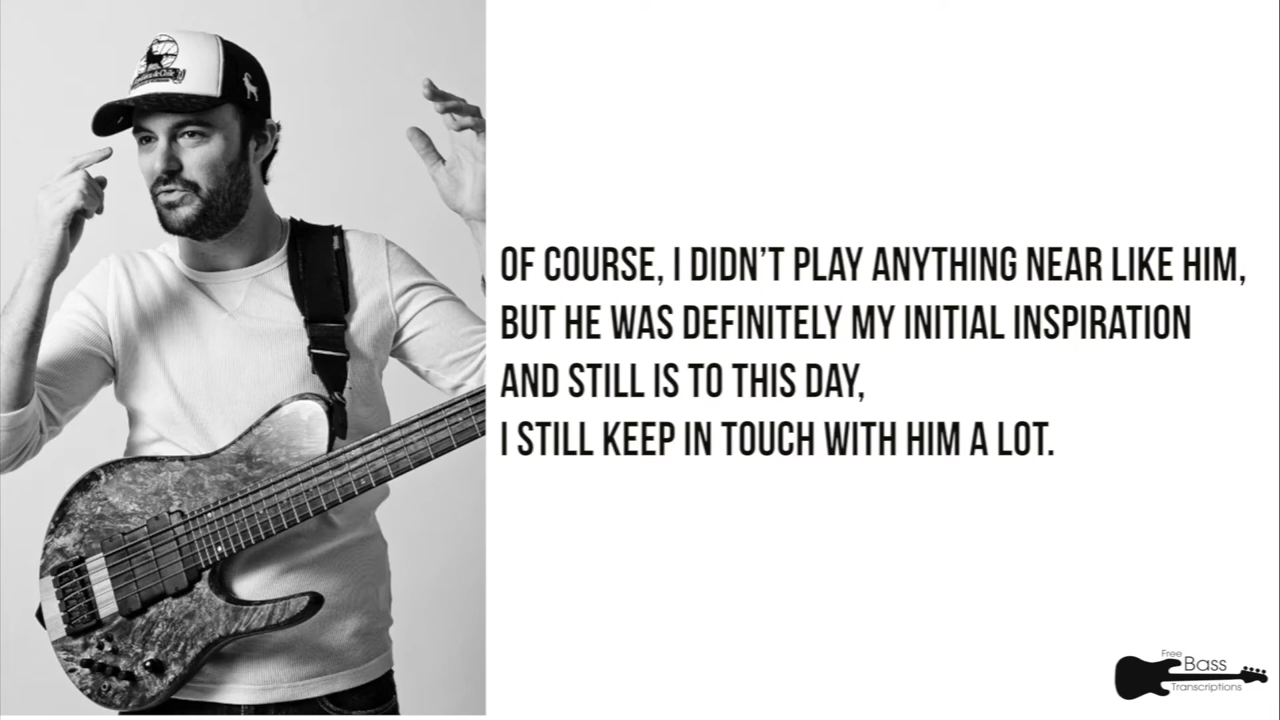 OF COURSE, I DIDN'T PLAY ANYTHING NEAR LIKE HIM,
BUT HE WAS DEFINITELY MY INITIAL INSPIRATION
AND STILL IS TO THIS DAY,
I STILL KEEP IN TOUCH WITH HIM A LOT.
Free
Bass
Transcriptions